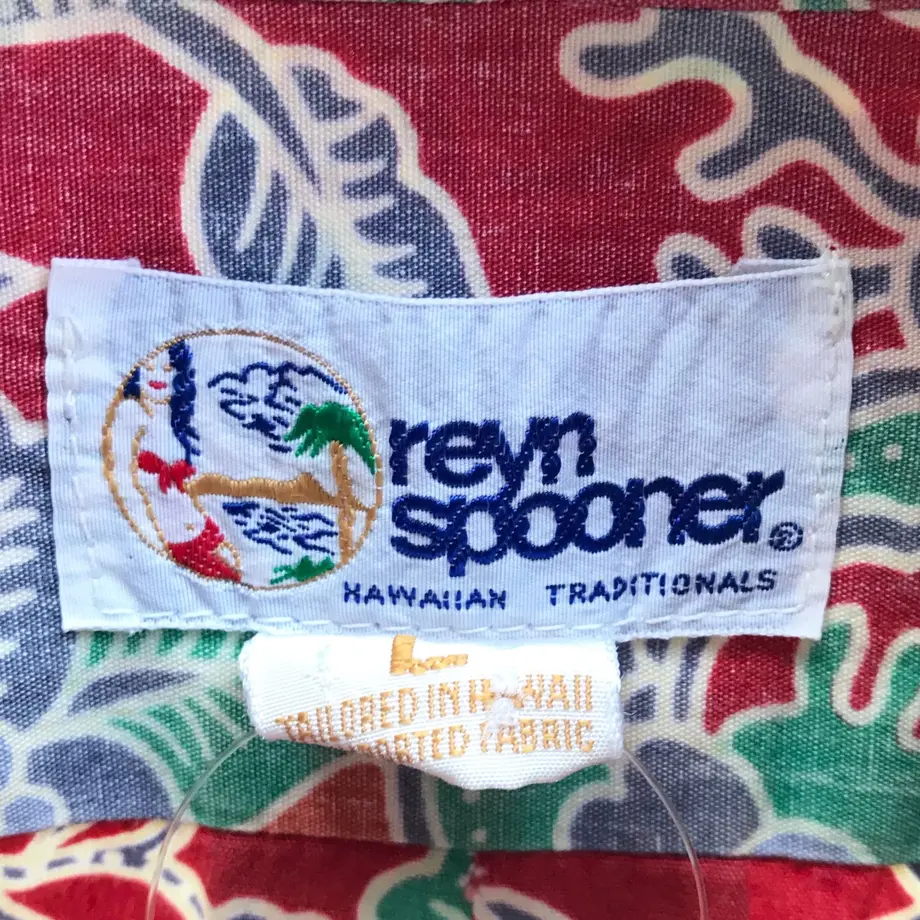 reyn
spooner®
HAWAIIAN TRADITIONALS
L
TAILORED IN HAWAII
FABRIC